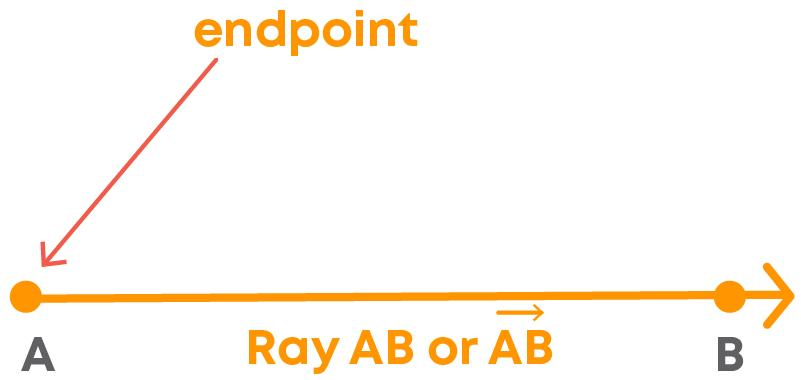 endpoint
A
Ray AB or AB
B